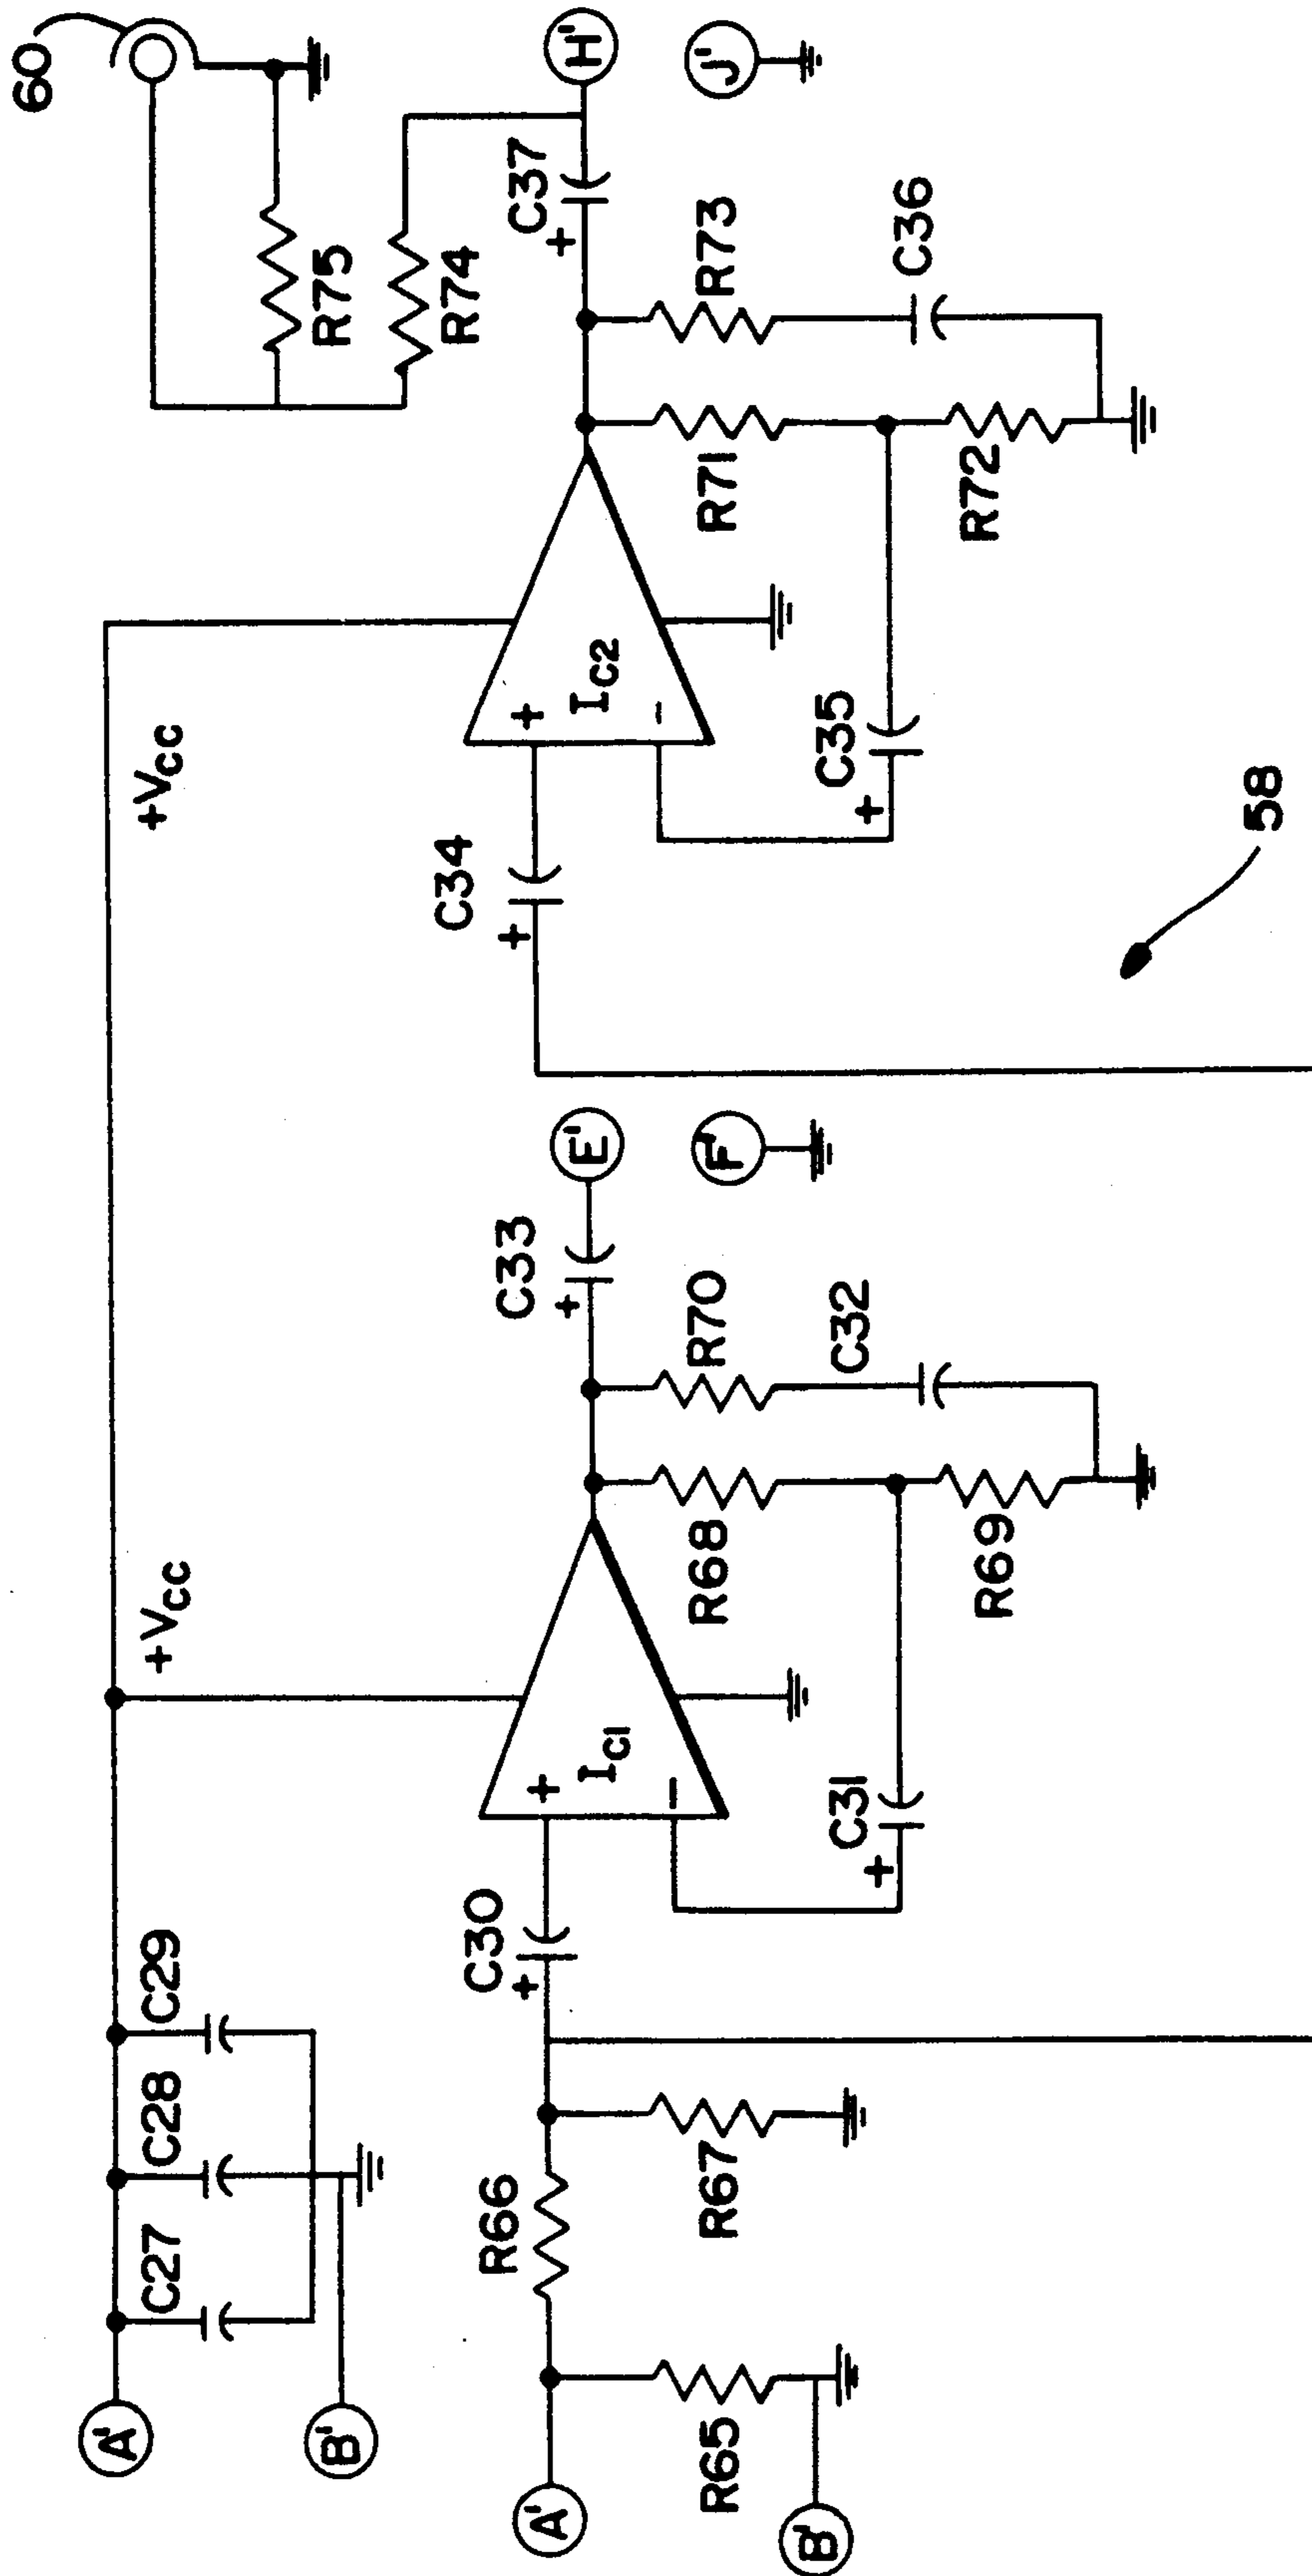 60
H'
J'
R75
R74
C37
+
R73
C36
R71
R72
+Vcc
+
IC2
-
C35
+
C34
+
58
E'
F'
C33
+
R70
C32
R68
R69
+Vcc
+
IC1
-
C31
+
C30
+
C29
C28
C27
R66
R67
R65
A'
B'
A'
B'